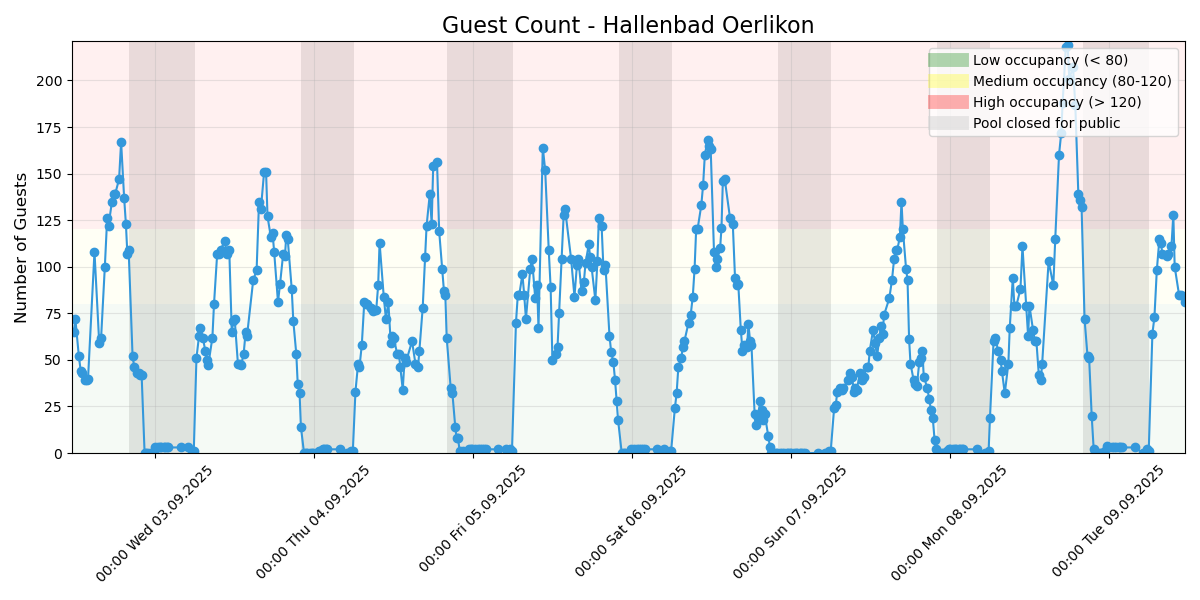 Guest Count - Hallenbad Oerlikon
Number of Guests
200
175
150
125
100
75
50
25
0
Low occupancy (< 80)
Medium occupancy (80-120)
High occupancy (> 120)
Pool closed for public
00:00 Wed 03.09.2025
00:00 Thu 04.09.2025
00:00 Fri 05.09.2025
00:00 Sat 06.09.2025
00:00 Sun 07.09.2025
00:00 Mon 08.09.2025
00:00 Tue 09.09.2025